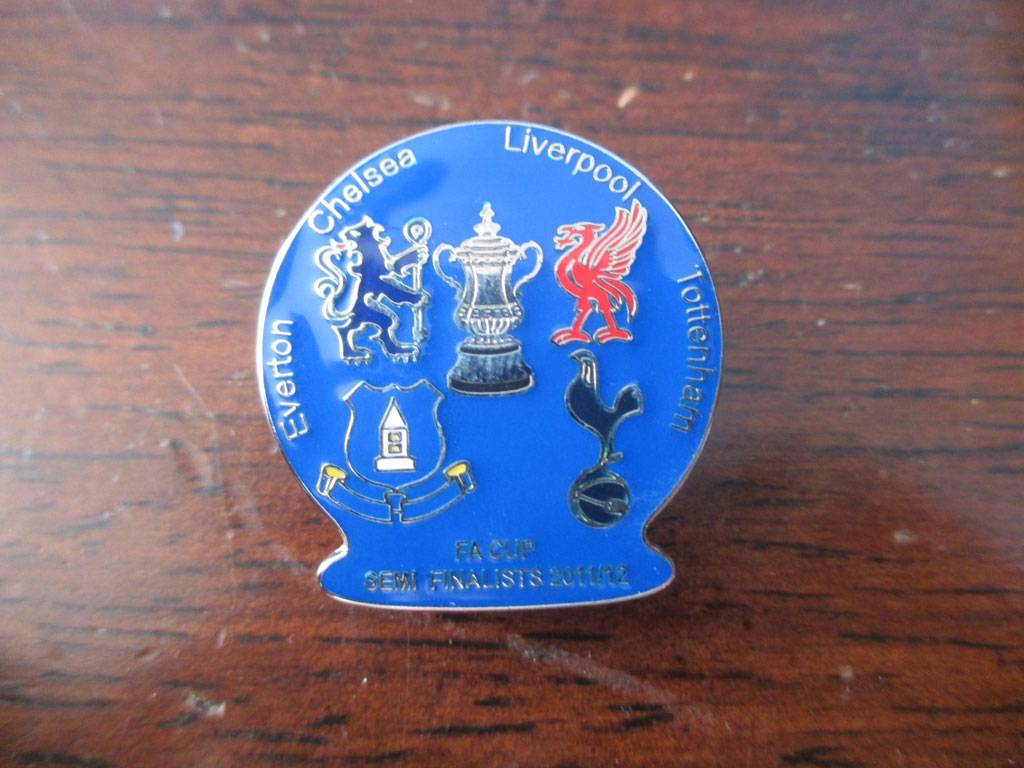 Everton
Chelsea
Liverpool
Tottenham
FA CUP
SEMI FINALISTS 2011/12